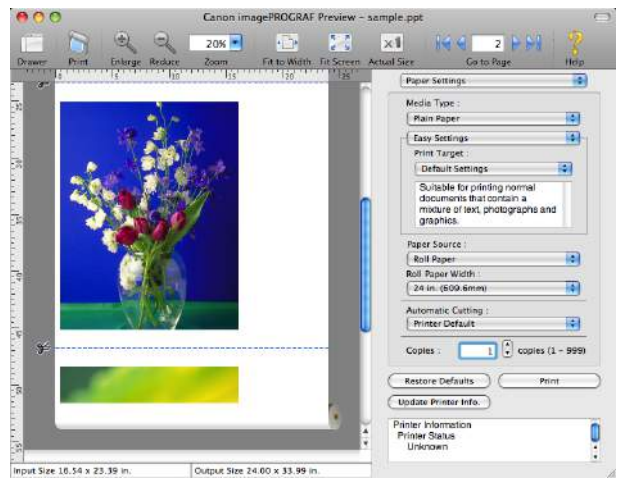 Canon imagePROGRAF Preview – sample.ppt
20% 2
Drawer Print Enlarge Reduce Zoom Fit to Width Fit Screen Actual Size Go to Page Help
Paper Settings
Media Type :
Plain Paper
Easy Settings
Print Target :
Default Settings
Suitable for printing normal
documents that contain a
mixture of text, photographs and
graphics.
Paper Source :
Roll Paper
Roll Paper Width :
24 in. (609.6mm)
Automatic Cutting :
Printer Default
Copies : 1 copies (1 – 999)
Restore Defaults Print
Update Printer Info.
Printer Information
Printer Status
Unknown
Input Size 16.54 x 23.39 in. Output Size 24.00 x 33.99 in.